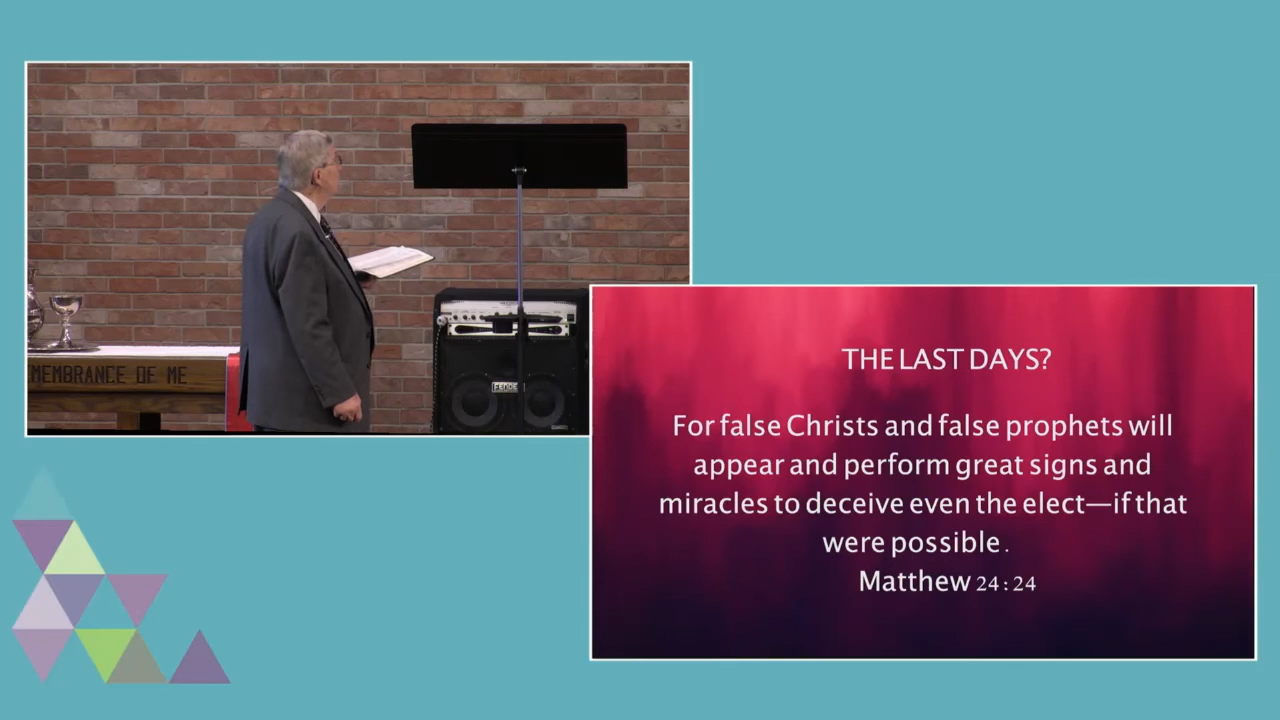 MEMBRANCE OF ME
FENDER
THE LAST DAYS?
For false Christs and false prophets will
appear and perform great signs and
miracles to deceive even the elect—if that
were possible.
Matthew 24:24